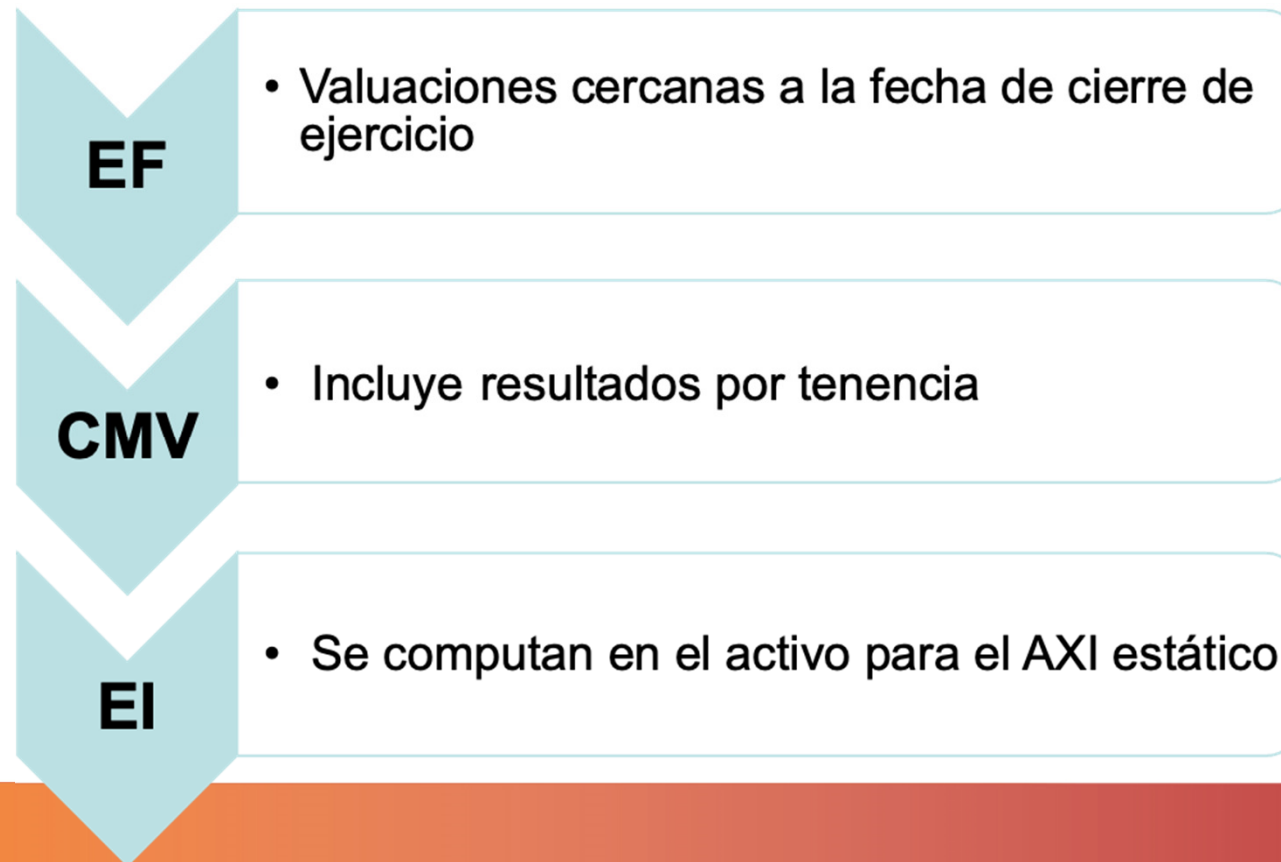 EF
• Valuaciones cercanas a la fecha de cierre de
ejercicio
CMV
• Incluye resultados por tenencia
EI
• Se computan en el activo para el AXI estático